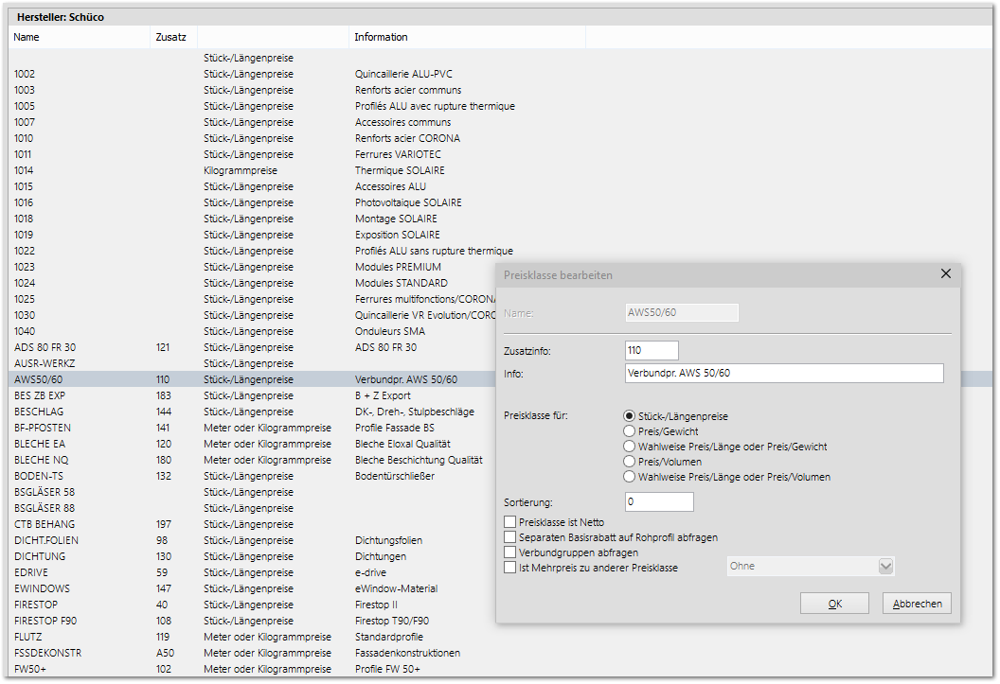 Hersteller: Schüco
Name Zusatz Information
Stück-/Längenpreise
1002 Stück-/Längenpreise Quincaillerie ALU-PVC
1003 Stück-/Längenpreise Renforts acier communs
1005 Stück-/Längenpreise Profilés ALU avec rupture thermique
1007 Stück-/Längenpreise Accessoires communs
1010 Stück-/Längenpreise Renforts acier CORONA
1011 Stück-/Längenpreise Ferrures VARIOTEC
1014 Kilogrammpreise Thermique SOLAIRE
1015 Stück-/Längenpreise Accessoires ALU
1016 Stück-/Längenpreise Photovoltaique SOLAIRE
1018 Stück-/Längenpreise Montage SOLAIRE
1019 Stück-/Längenpreise Exposition SOLAIRE
1022 Stück-/Längenpreise Profilés ALU sans rupture thermique
1023 Stück-/Längenpreise Modules PREMIUM
1024 Stück-/Längenpreise Modules STANDARD
1025 Stück-/Längenpreise Ferrures multifonctions/CORONA
1030 Stück-/Längenpreise Quincaillerie VR Evolution/CORO
1040 Stück-/Längenpreise Onduleurs SMA
ADS 80 FR 30 121 Stück-/Längenpreise ADS 80 FR 30
AUSR-WERKZ Stück-/Längenpreise
AWS50/60 110 Stück-/Längenpreise Verbundpr. AWS 50/60
BES ZB EXP 183 Stück-/Längenpreise B + Z Export
BESCHLAG 144 Stück-/Längenpreise DK-, Dreh-, Stulpbeschläge
BF-PFOSTEN 141 Meter oder Kilogrammpreise Profile Fassade BS
BLECHE EA 120 Meter oder Kilogrammpreise Bleche Eloxal Qualität
BLECHE NQ 180 Meter oder Kilogrammpreise Bleche Beschichtung Qualität
BODEN-TS 132 Stück-/Längenpreise Bodentürschließer
BSGLÄSER 58 Stück-/Längenpreise
BSGLÄSER 88 Stück-/Längenpreise
CTB BEHANG 197 Stück-/Längenpreise
DICHT.FOLIEN 98 Stück-/Längenpreise Dichtungsfolien
DICHTUNG 130 Stück-/Längenpreise Dichtungen
EDRIVE 59 Stück-/Längenpreise e-drive
EWINDOWS 147 Stück-/Längenpreise eWindow-Material
FIRESTOP 40 Stück-/Längenpreise Firestop II
FIRESTOP F90 108 Stück-/Längenpreise Firestop T90/F90
FLUTZ 119 Meter oder Kilogrammpreise Standardprofile
FSSDEKONSTR A50 Meter oder Kilogrammpreise Fassadenkonstruktionen
FW50+ 102 Meter oder Kilogrammpreise Profile FW 50+
Preisklasse bearbeiten
Name: AWS50/60
Zusatzinfo: 110
Info: Verbundpr. AWS 50/60
Preisklasse für: Stück-/Längenpreise
Preis/Gewicht
Wahlweise Preis/Länge oder Preis/Gewicht
Preis/Volumen
Wahlweise Preis/Länge oder Preis/Volumen
Sortierung: 0
Preisklasse ist Netto
Separaten Basisrabatt auf Rohprofil abfragen
Verbundgruppen abfragen
Ist Mehrpreis zu anderer Preisklasse Ohne
OK Abbrechen